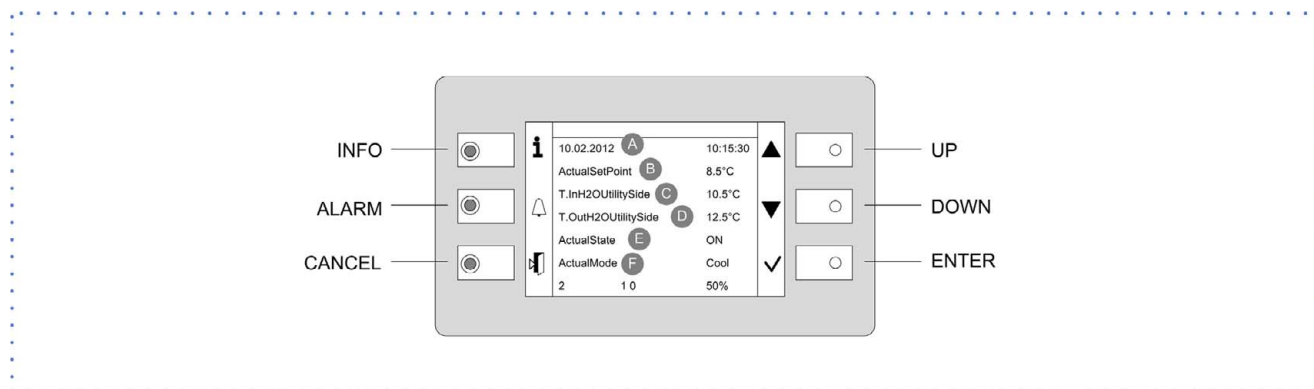 INFO
ALARM
CANCEL
i
10.02.2012 A 10:15:30
ActualSetPoint B 8.5°C
T.InH2OUtilitySide C 10.5°C
T.OutH2OUtilitySide D 12.5°C
ActualState E ON
ActualMode F Cool
2 1 0 50%
UP
DOWN
ENTER